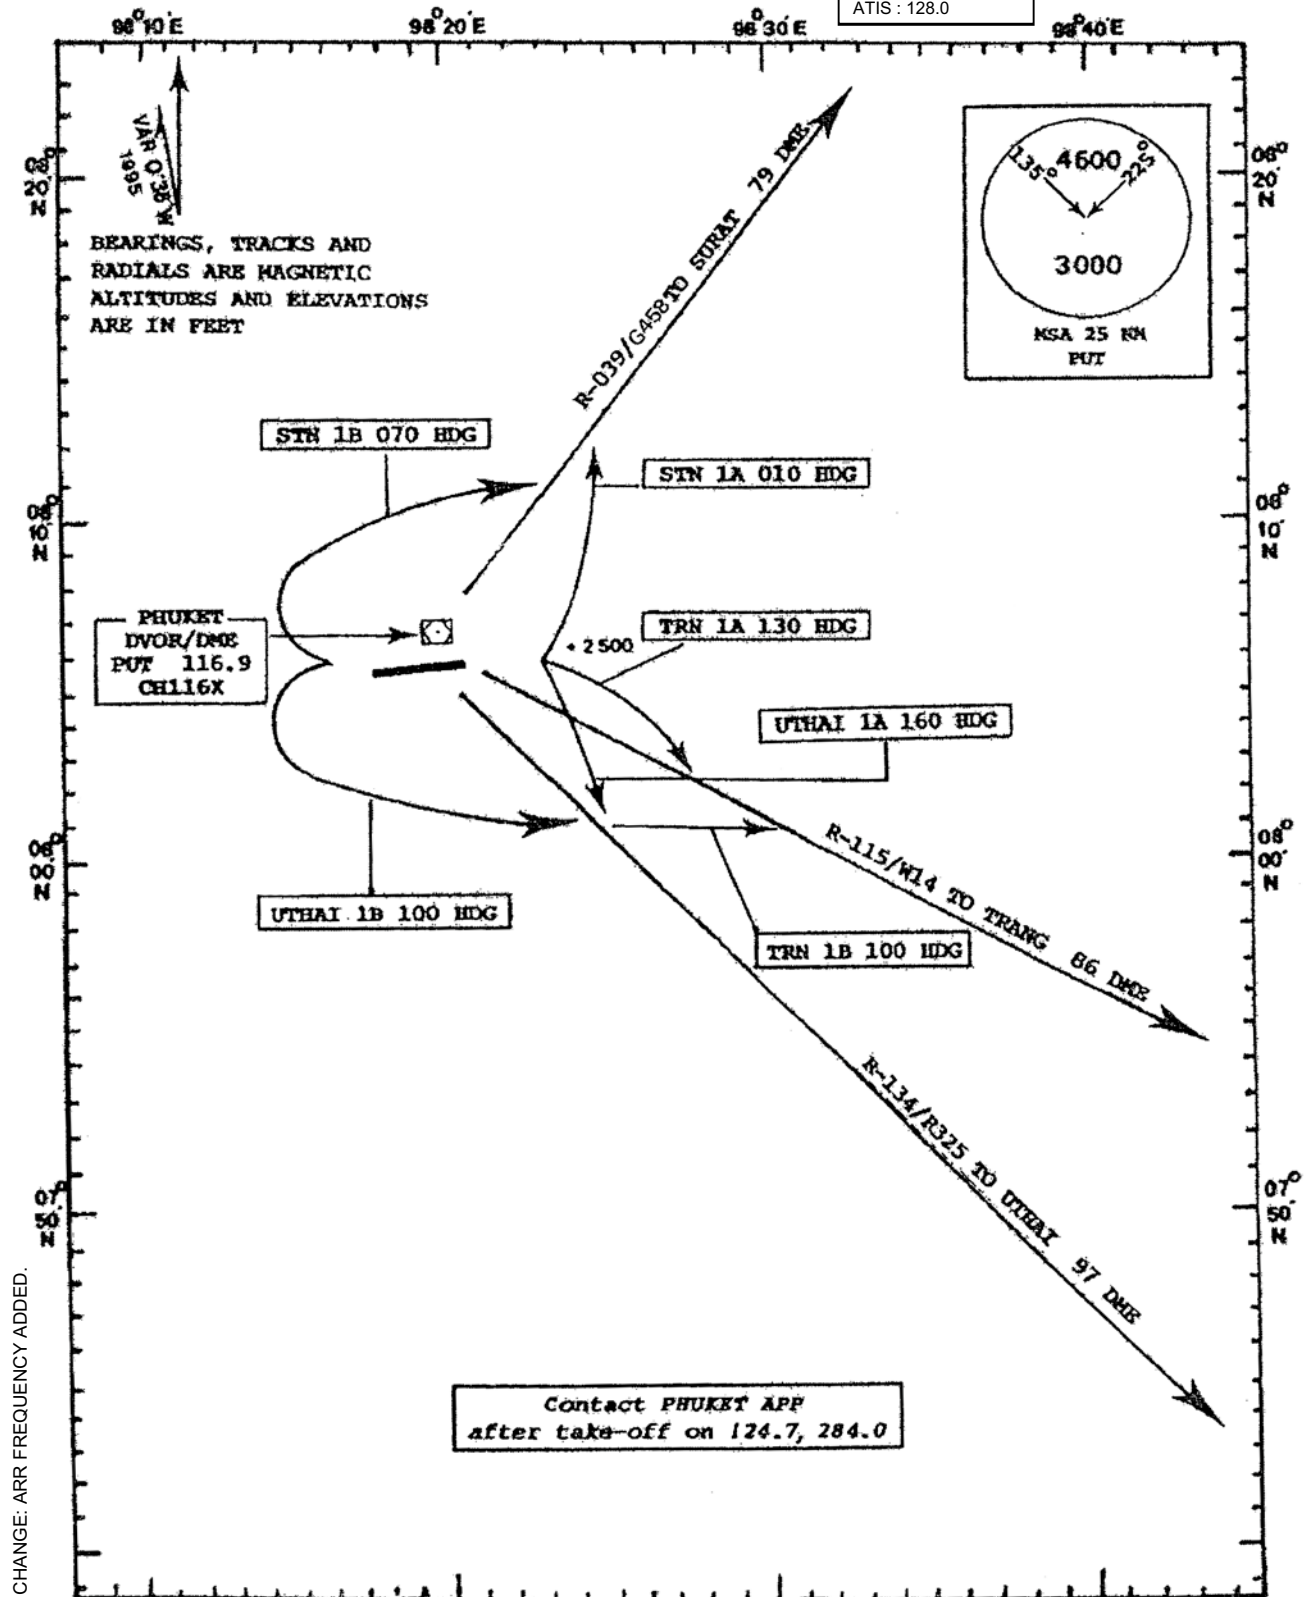 ATIS : 128.0
98° 10' E
98° 20' E
98° 30' E
98° 40' E
VAR 0°36'W
1995
BEARINGS, TRACKS AND
RADIALS ARE MAGNETIC
ALTITUDES AND ELEVATIONS
ARE IN FEET
08°
20'
N
08°
20'
N
135°
4600
225°
3000
MSA 25 NM
PUT
R-039/G458 TO SURAT 79 DME
STN 1B 070 HDG
STN 1A 010 HDG
08°
10'
N
08°
10'
N
PHUKET
DVOR/DME
PUT 116.9
CH116X
TRN 1A 130 HDG
+ 2500
UTHAI 1A 160 HDG
08°
00'
N
08°
00'
N
UTHAI 1B 100 HDG
TRN 1B 100 HDG
R-115/W14 TO TRANG 86 DME
R-134/R325 TO UTHAI 97 DME
07°
50'
N
07°
50'
N
Contact PHUKET APP
after take-off on 124.7, 284.0
CHANGE: ARR FREQUENCY ADDED.